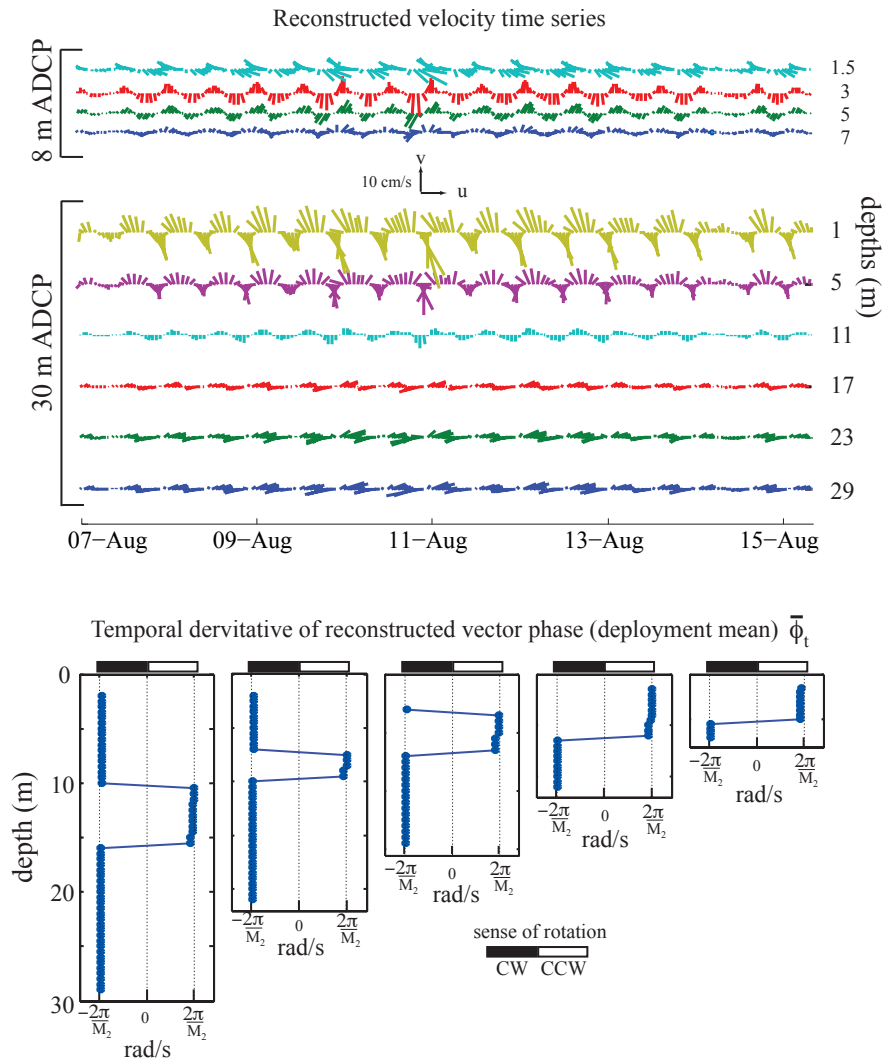 Reconstructed velocity time series
8 m ADCP
1.5
3
5
7
v
10 cm/s
u
depths (m)
30 m ADCP
1
5
11
17
23
29
07–Aug 09–Aug 11–Aug 13–Aug 15–Aug
Temporal dervitative of reconstructed vector phase (deployment mean) ϕ̄ₜ
depth (m)
0
10
20
30
−2π/M₂ 0 2π/M₂
rad/s
−2π/M₂ 0 2π/M₂
rad/s
−2π/M₂ 0 2π/M₂
rad/s
−2π/M₂ 0 2π/M₂
rad/s
−2π/M₂ 0 2π/M₂
rad/s
sense of rotation
CW CCW